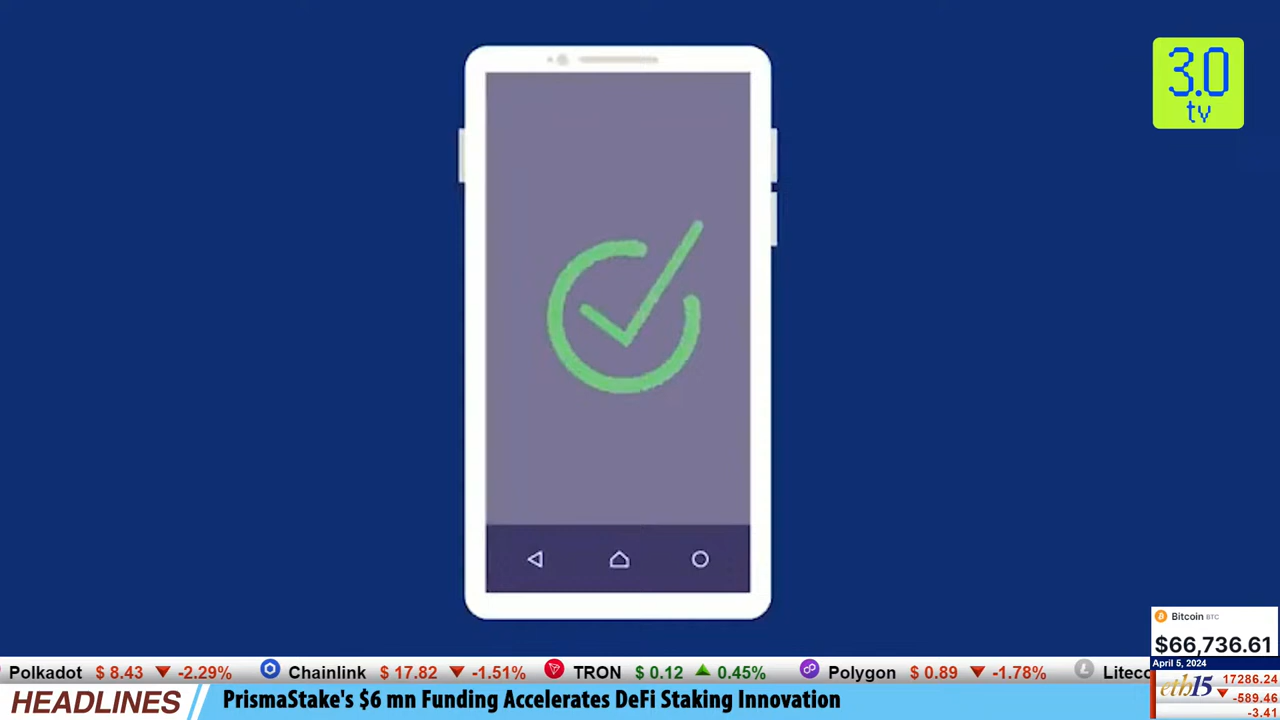 3.0
tv
Bitcoin BTC
$66,736.61
April 5, 2024
Polkadot $ 8.43 -2.29% Chainlink $ 17.82 -1.51% TRON $ 0.12 0.45% Polygon $ 0.89 -1.78% Liteco
eth15 17286.24
-589.46
-3.41
HEADLINES PrismaStake's $6 mn Funding Accelerates DeFi Staking Innovation